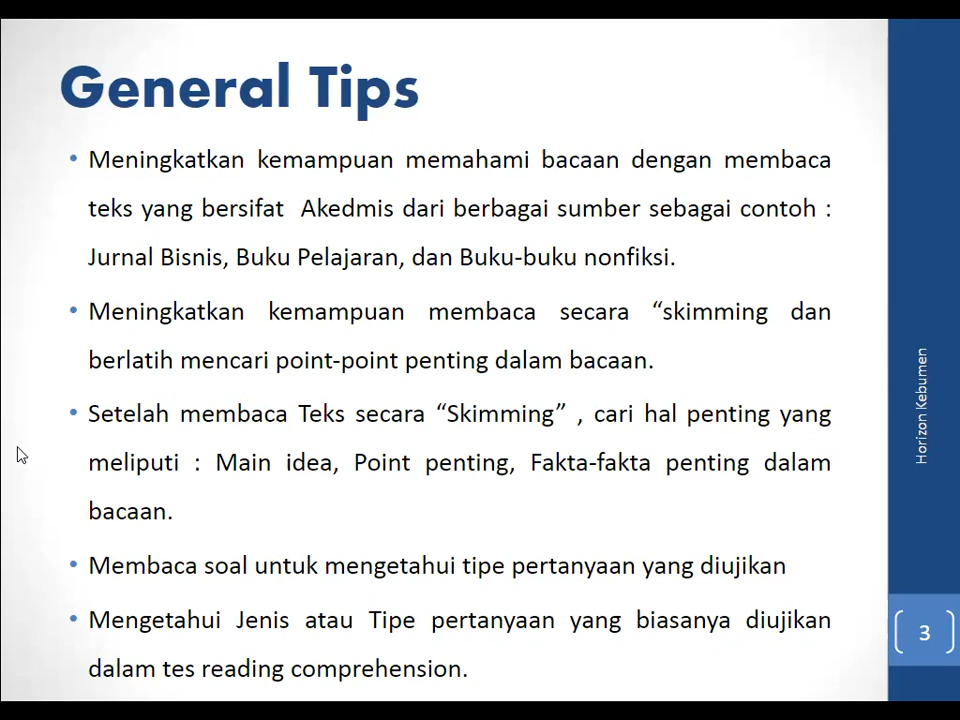 General Tips
• Meningkatkan kemampuan memahami bacaan dengan membaca
teks yang bersifat Akedmis dari berbagai sumber sebagai contoh :
Jurnal Bisnis, Buku Pelajaran, dan Buku-buku nonfiksi.
• Meningkatkan kemampuan membaca secara “skimming dan
berlatih mencari point-point penting dalam bacaan.
• Setelah membaca Teks secara “Skimming” , cari hal penting yang
meliputi : Main idea, Point penting, Fakta-fakta penting dalam
bacaan.
• Membaca soal untuk mengetahui tipe pertanyaan yang diujikan
• Mengetahui Jenis atau Tipe pertanyaan yang biasanya diujikan
dalam tes reading comprehension.
Horizon Kebumen
3